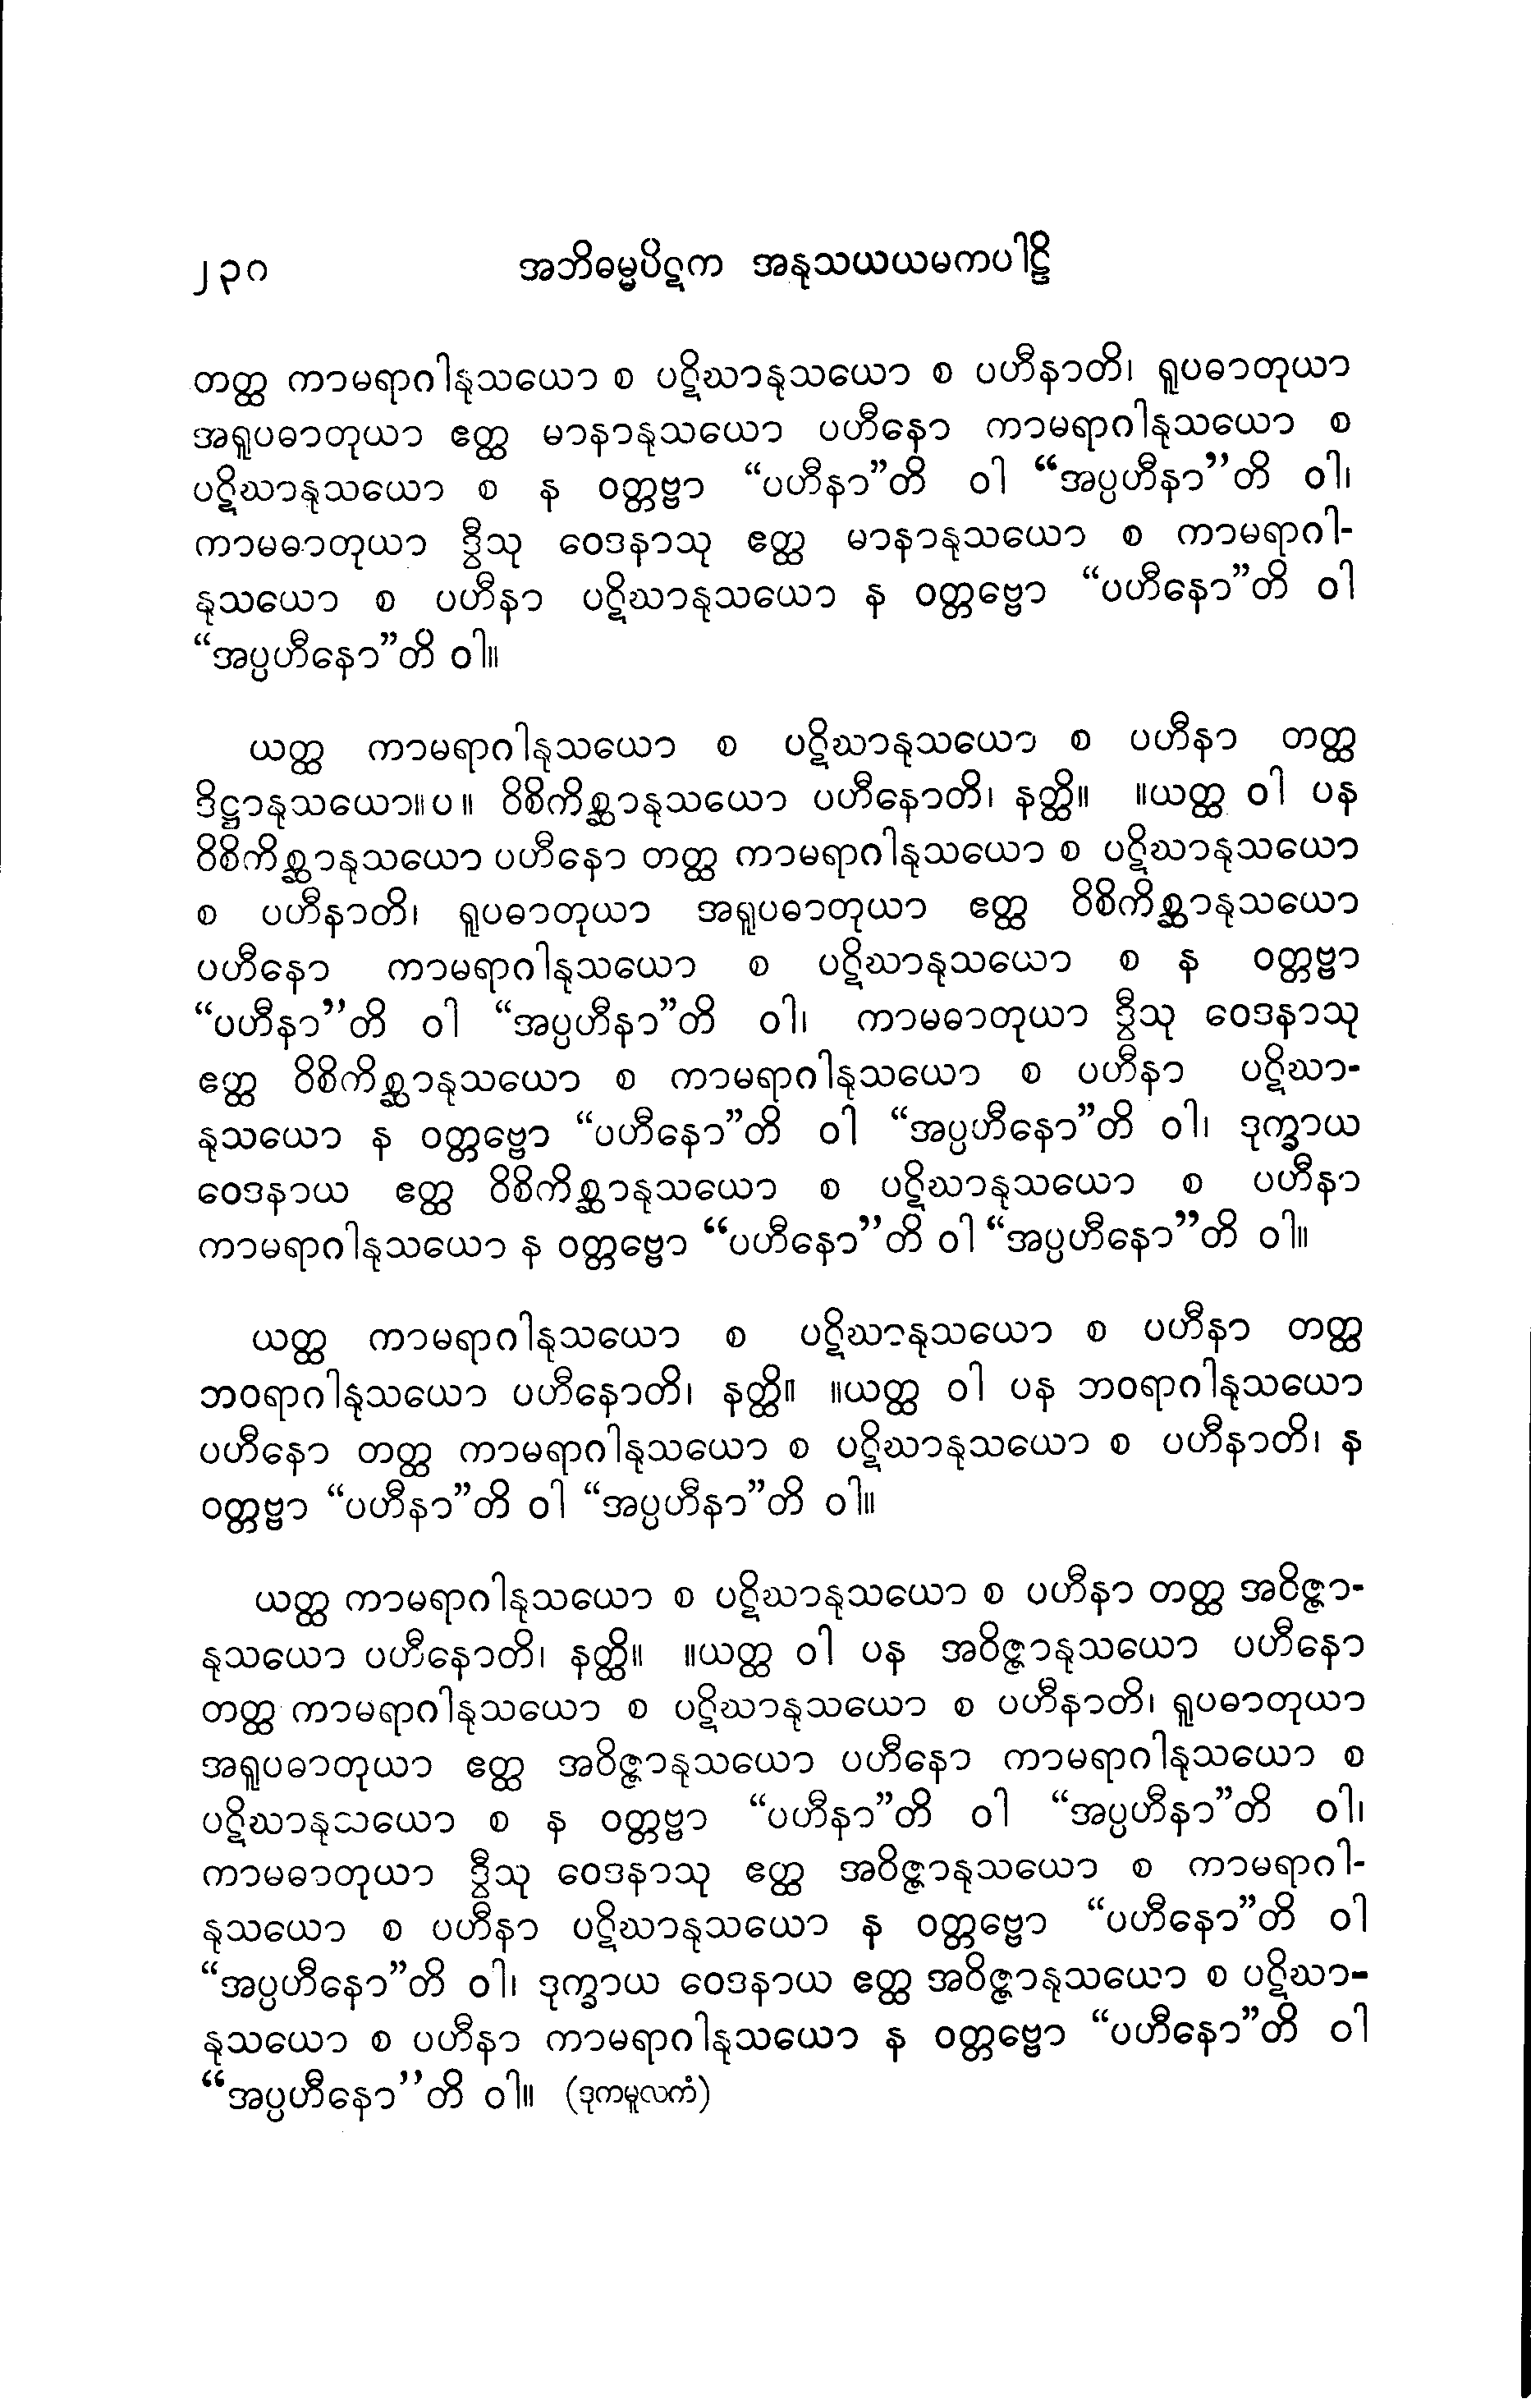 ၂၃၀ အဘိဓမ္မပိဋက အနုသယယမကပါဠိ
တတ္ထ ကာမရာဂါနုသယော စ ပဋိဃာနုသယော စ ပဟီနာတိ၊ ရူပဓာတုယာ
အရူပဓာတုယာ ဧတ္ထ မာနာနုသယော ပဟီနော ကာမရာဂါနုသယော စ
ပဋိဃာနုသယော စ န ဝတ္တဗ္ဗာ “ပဟီနာ”တိ ဝါ “အပ္ပဟီနာ”တိ ဝါ၊
ကာမဓာတုယာ ဒွီသု ဝေဒနာသု ဧတ္ထ မာနာနုသယော စ ကာမရာဂါ-
နုသယော စ ပဟီနာ ပဋိဃာနုသယော န ဝတ္တဗ္ဗော “ပဟီနော”တိ ဝါ
“အပ္ပဟီနော”တိ ဝါ။
ယတ္ထ ကာမရာဂါနုသယော စ ပဋိဃာနုသယော စ ပဟီနာ တတ္ထ
ဒိဋ္ဌာနုသယော။ပ။ ဝိစိကိစ္ဆာနုသယော ပဟီနောတိ၊ နတ္ထိ။ ။ယတ္ထ ဝါ ပန
ဝိစိကိစ္ဆာနုသယော ပဟီနော တတ္ထ ကာမရာဂါနုသယော စ ပဋိဃာနုသယော
စ ပဟီနာတိ၊ ရူပဓာတုယာ အရူပဓာတုယာ ဧတ္ထ ဝိစိကိစ္ဆာနုသယော
ပဟီနော ကာမရာဂါနုသယော စ ပဋိဃာနုသယော စ န ဝတ္တဗ္ဗာ
“ပဟီနာ”တိ ဝါ “အပ္ပဟီနာ”တိ ဝါ၊ ကာမဓာတုယာ ဒွီသု ဝေဒနာသု
ဧတ္ထ ဝိစိကိစ္ဆာနုသယော စ ကာမရာဂါနုသယော စ ပဟီနာ ပဋိဃာ-
နုသယော န ဝတ္တဗ္ဗော “ပဟီနော”တိ ဝါ “အပ္ပဟီနော”တိ ဝါ၊ ဒုက္ခာယ
ဝေဒနာယ ဧတ္ထ ဝိစိကိစ္ဆာနုသယော စ ပဋိဃာနုသယော စ ပဟီနာ
ကာမရာဂါနုသယော န ဝတ္တဗ္ဗော “ပဟီနော”တိ ဝါ “အပ္ပဟီနော”တိ ဝါ။
ယတ္ထ ကာမရာဂါနုသယော စ ပဋိဃာနုသယော စ ပဟီနာ တတ္ထ
ဘဝရာဂါနုသယော ပဟီနောတိ၊ နတ္ထိ။ ။ယတ္ထ ဝါ ပန ဘဝရာဂါနုသယော
ပဟီနော တတ္ထ ကာမရာဂါနုသယော စ ပဋိဃာနုသယော စ ပဟီနာတိ၊ န
ဝတ္တဗ္ဗာ “ပဟီနာ”တိ ဝါ “အပ္ပဟီနာ”တိ ဝါ။
ယတ္ထ ကာမရာဂါနုသယော စ ပဋိဃာနုသယော စ ပဟီနာ တတ္ထ အဝိဇ္ဇာ-
နုသယော ပဟီနောတိ၊ နတ္ထိ။ ။ယတ္ထ ဝါ ပန အဝိဇ္ဇာနုသယော ပဟီနော
တတ္ထ ကာမရာဂါနုသယော စ ပဋိဃာနုသယော စ ပဟီနာတိ၊ ရူပဓာတုယာ
အရူပဓာတုယာ ဧတ္ထ အဝိဇ္ဇာနုသယော ပဟီနော ကာမရာဂါနုသယော စ
ပဋိဃာနုသယော စ န ဝတ္တဗ္ဗာ “ပဟီနာ”တိ ဝါ “အပ္ပဟီနာ”တိ ဝါ၊
ကာမဓာတုယာ ဒွီသု ဝေဒနာသု ဧတ္ထ အဝိဇ္ဇာနုသယော စ ကာမရာဂါ-
နုသယော စ ပဟီနာ ပဋိဃာနုသယော န ဝတ္တဗ္ဗော “ပဟီနော”တိ ဝါ
“အပ္ပဟီနော”တိ ဝါ၊ ဒုက္ခာယ ဝေဒနာယ ဧတ္ထ အဝိဇ္ဇာနုသယော စ ပဋိဃာ-
နုသယော စ ပဟီနာ ကာမရာဂါနုသယော န ဝတ္တဗ္ဗော “ပဟီနော”တိ ဝါ
“အပ္ပဟီနော”တိ ဝါ။ (ဒုကမူလကံ)